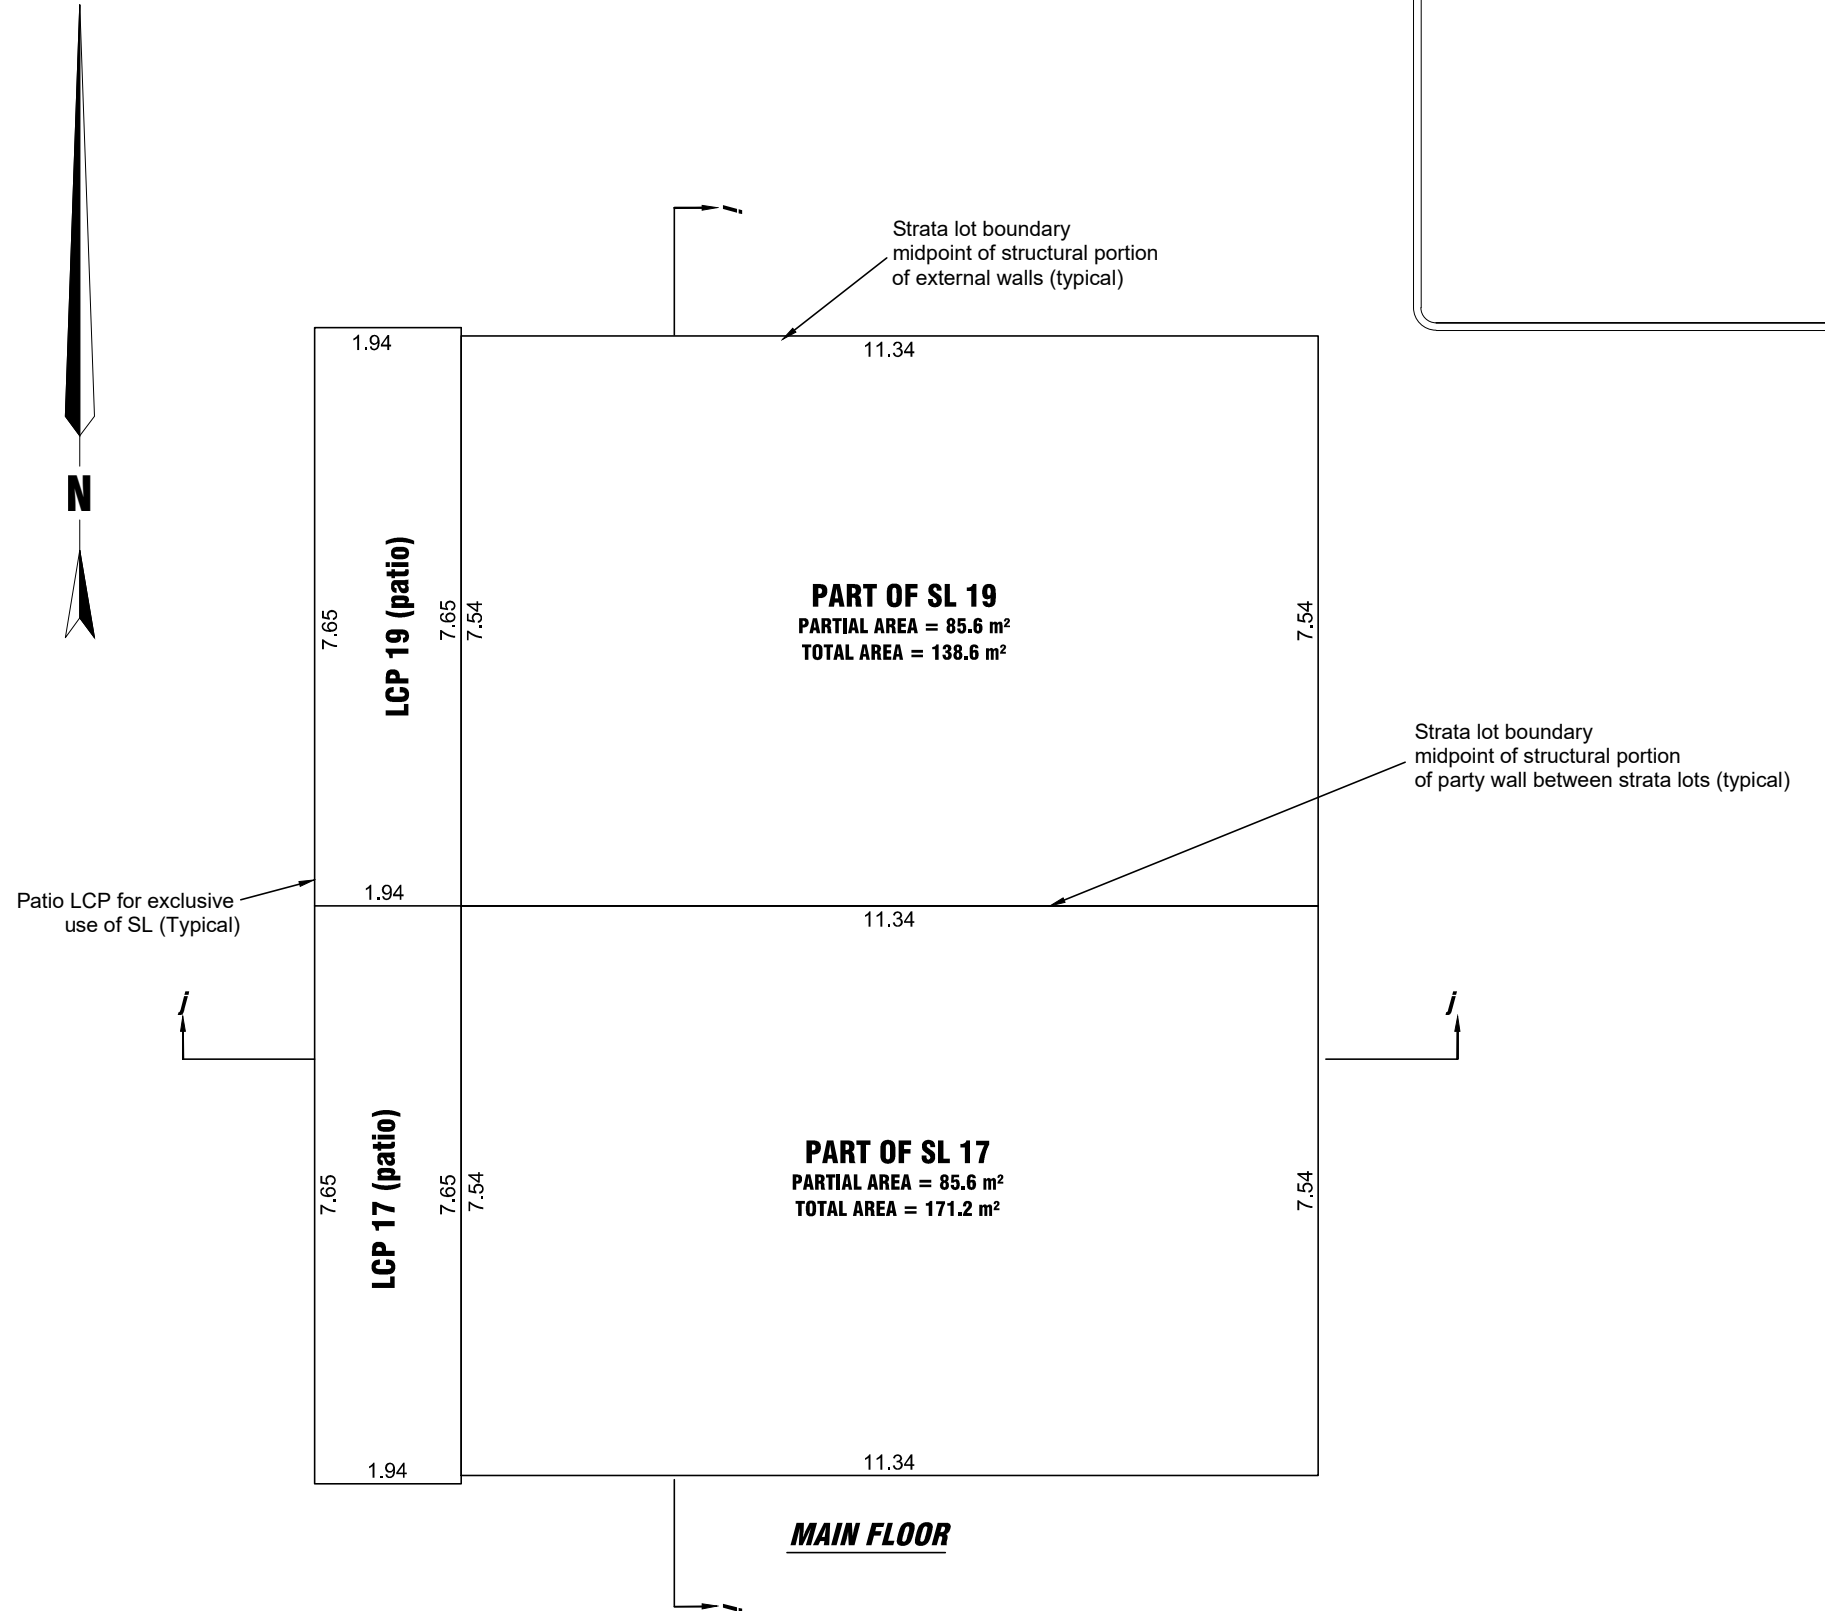 N
Strata lot boundary
midpoint of structural portion
of external walls (typical)
1.94
11.34
7.65
LCP 19 (patio)
7.65
7.54
PART OF SL 19
PARTIAL AREA = 85.6 m²
TOTAL AREA = 138.6 m²
7.54
Strata lot boundary
midpoint of structural portion
of party wall between strata lots (typical)
Patio LCP for exclusive
use of SL (Typical)
1.94
11.34
j
j
7.65
LCP 17 (patio)
7.65
7.54
PART OF SL 17
PARTIAL AREA = 85.6 m²
TOTAL AREA = 171.2 m²
7.54
1.94
11.34
MAIN FLOOR